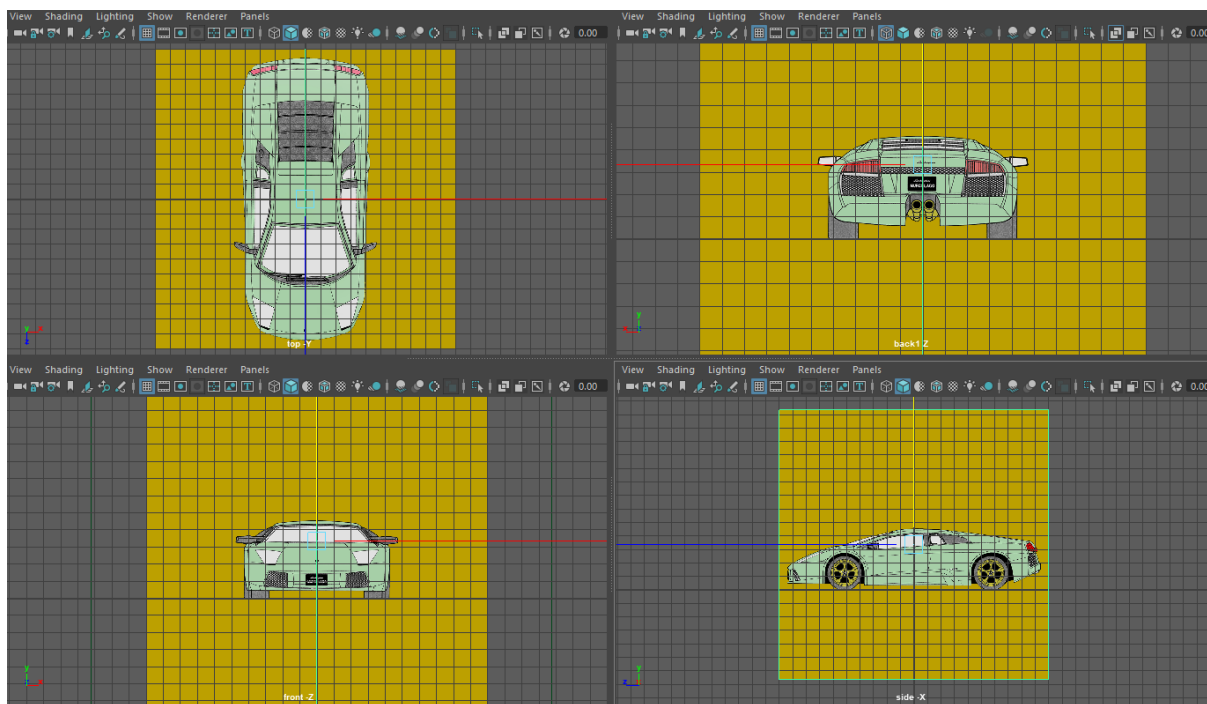 View Shading Lighting Show Renderer Panels
0.00
top -Y
View Shading Lighting Show Renderer Panels
0.00
back1 Z
View Shading Lighting Show Renderer Panels
0.00
front -Z
View Shading Lighting Show Renderer Panels
0.00
side -X